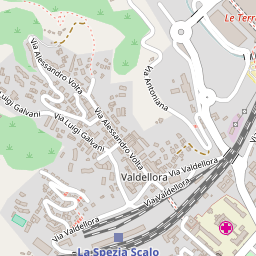 Le Terr
Via Alessandro Volta
Via Antoniana
Luigi Galvani
Via Luigi Galvani
Via Alessandro Volta
Valdellora
Via Valdellora
Via Valdellora
Via Valdellora
La Spezia Scalo